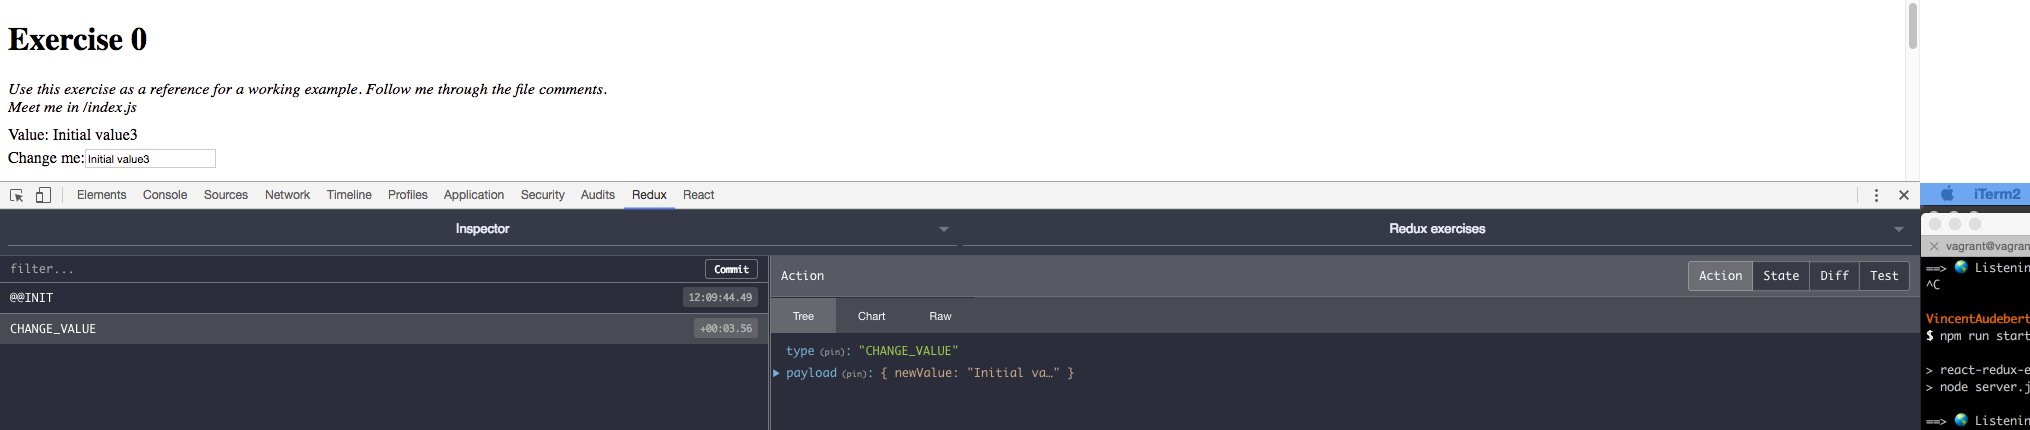 Exercise 0
Use this exercise as a reference for a working example. Follow me through the file comments.
Meet me in /index.js
Value: Initial value3
Change me: Initial value3
Elements Console Sources Network Timeline Profiles Application Security Audits Redux React
Inspector Redux exercises
filter... Commit
@@INIT 12:09:44.49
CHANGE_VALUE +00:03.56
Action Action State Diff Test
Tree Chart Raw
type (pin): "CHANGE_VALUE"
payload (pin): { newValue: "Initial va…" }
iTerm2
vagrant@vagran
==> Listenin
^C
VincentAudebert
$ npm run start
> react-redux-e
> node server.j
==> Listenin